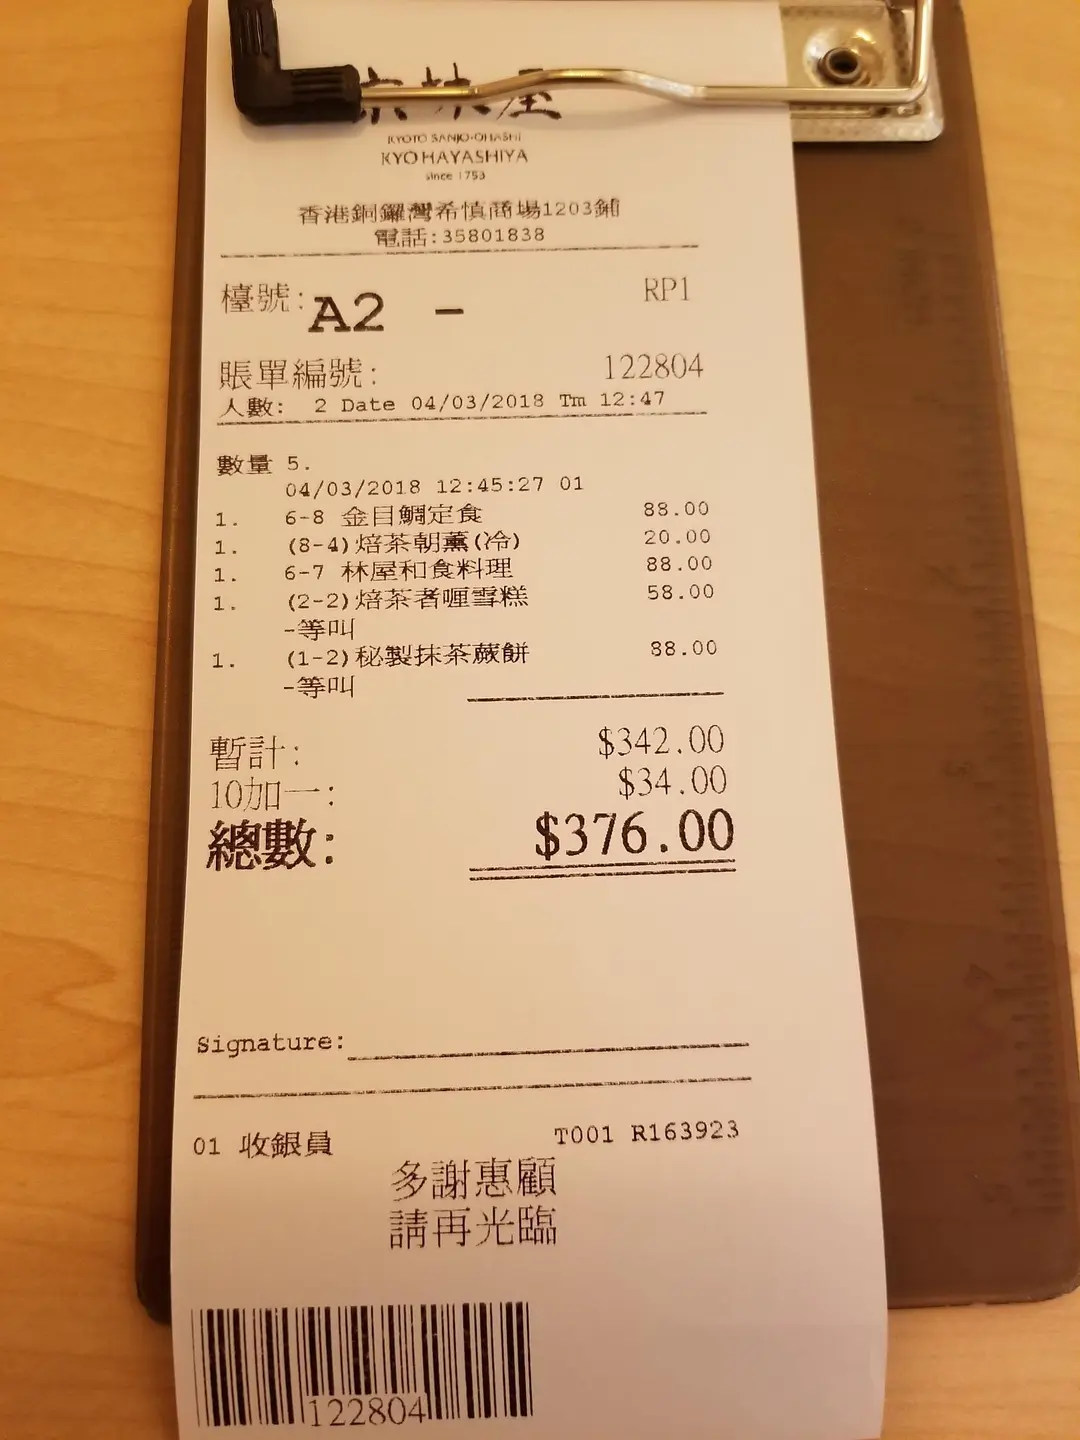 京林屋
KYOTO SANJO-OHASHI
KYO HAYASHIYA
since 1753
香港銅鑼灣希慎商場1203鋪
電話:35801838
檯號: A2 - RP1
賬單編號: 122804
人數: 2 Date 04/03/2018 Tm 12:47
數量 5.
04/03/2018 12:45:27 01
1. 6-8 金目鯛定食 88.00
1. (8-4)焙茶朝薰(冷) 20.00
1. 6-7 林屋和食料理 88.00
1. (2-2)焙茶者喱雪糕 58.00
-等叫
1. (1-2)秘製抹茶蕨餅 88.00
-等叫
暫計: $342.00
10加一: $34.00
總數: $376.00
Signature:
01 收銀員 T001 R163923
多謝惠顧
請再光臨
122804